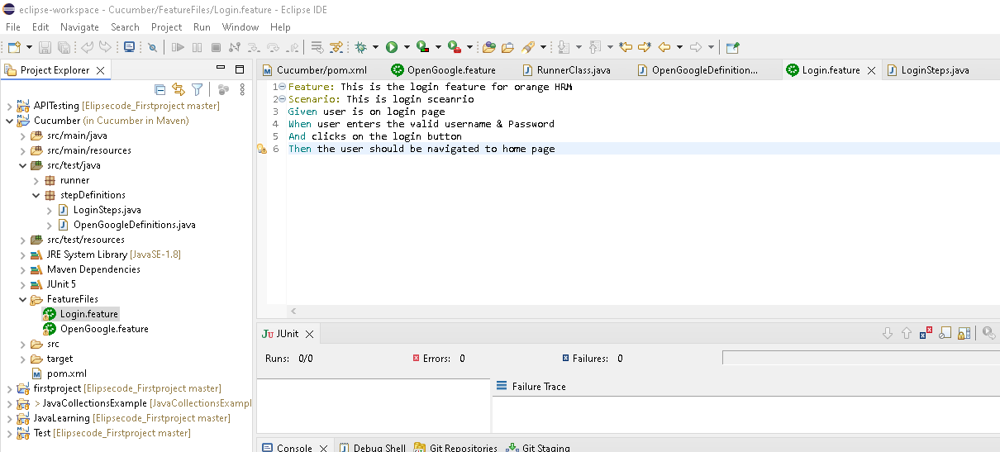 eclipse-workspace - Cucumber/FeatureFiles/Login.feature - Eclipse IDE
File Edit Navigate Search Project Run Window Help
Project Explorer
Cucumber/pom.xml OpenGoogle.feature RunnerClass.java OpenGoogleDefinition... Login.feature LoginSteps.java
1 Feature: This is the login feature for orange HRM
2 Scenario: This is login sceanrio
3 Given user is on login page
4 When user enters the valid username & Password
5 And clicks on the login button
6 Then the user should be navigated to home page
APITesting [Elipsecode_Firstproject master]
Cucumber (in Cucumber in Maven)
src/main/java
src/main/resources
src/test/java
runner
stepDefinitions
LoginSteps.java
OpenGoogleDefinitions.java
src/test/resources
JRE System Library [JavaSE-1.8]
Maven Dependencies
JUnit 5
FeatureFiles
Login.feature
OpenGoogle.feature
src
target
pom.xml
firstproject [Elipsecode_Firstproject master]
> JavaCollectionsExample [JavaCollectionsExampl
JavaLearning [Elipsecode_Firstproject master]
Test [Elipsecode_Firstproject master]
JUnit
Runs: 0/0 Errors: 0 Failures: 0
Failure Trace
Console Debug Shell Git Repositories Git Staging